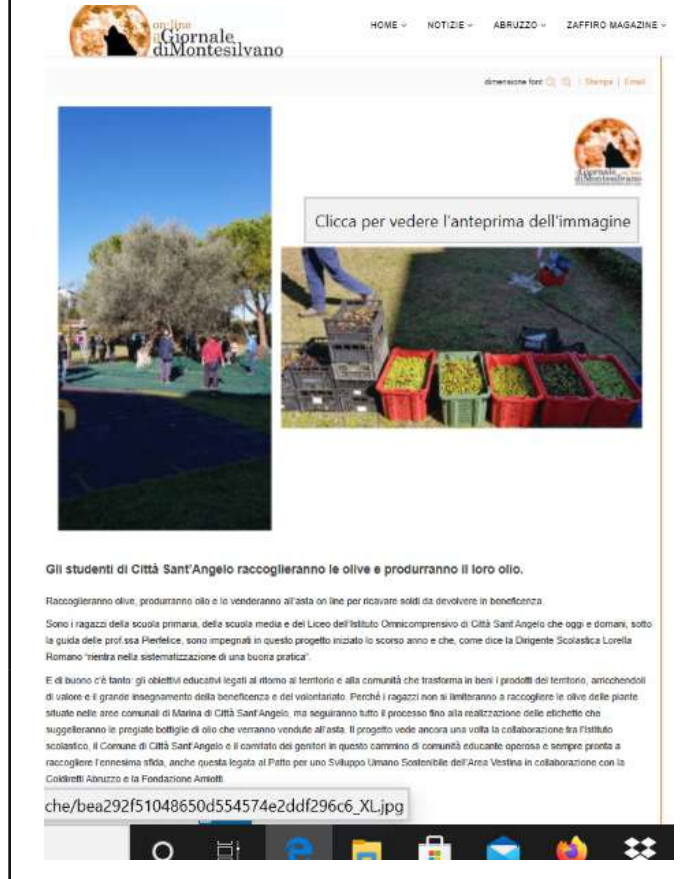 on-line
il Giornale
diMontesilvano
HOME NOTIZIE ABRUZZO ZAFFIRO MAGAZINE
dimensione font | Stampa | Email
il Giornale on-line
diMontesilvano
Clicca per vedere l'anteprima dell'immagine
Gli studenti di Città Sant'Angelo raccoglieranno le olive e produrranno il loro olio.
Raccoglieranno olive, produrranno olio e lo venderanno all'asta on line per ricavare soldi da devolvere in beneficenza.
Sono i ragazzi della scuola primaria, della scuola media e del Liceo dell'Istituto Omnicomprensivo di Città Sant'Angelo che oggi e domani, sotto
la guida delle prof.ssa Pierfelice, sono impegnati in questo progetto iniziato lo scorso anno e che, come dice la Dirigente Scolastica Lorella
Romano "rientra nella sistematizzazione di una buona pratica".
E di buono c'è tanto: gli obiettivi educativi legati al ritorno al territorio e alla comunità che trasforma in beni i prodotti del territorio, arricchendoli
di valore e il grande insegnamento della beneficenza e del volontariato. Perché i ragazzi non si limiteranno a raccogliere le olive delle piante
situate nelle aree comunali di Marina di Città Sant'Angelo, ma seguiranno tutto il processo fino alla realizzazione delle etichette che
suggelleranno le pregiate bottiglie di olio che verranno vendute all'asta. Il progetto vede ancora una volta la collaborazione fra l'Istituto
scolastico, il Comune di Città Sant'Angelo e il comitato dei genitori in questo cammino di comunità educante operosa e sempre pronta a
raccogliere l'ennesima sfida, anche questa legata al Patto per uno Sviluppo Umano Sostenibile dell'Area Vestina in collaborazione con la
Coldiretti Abruzzo e la Fondazione Amiotti.
che/bea292f51048650d554574e2ddf296c6_XL.jpg